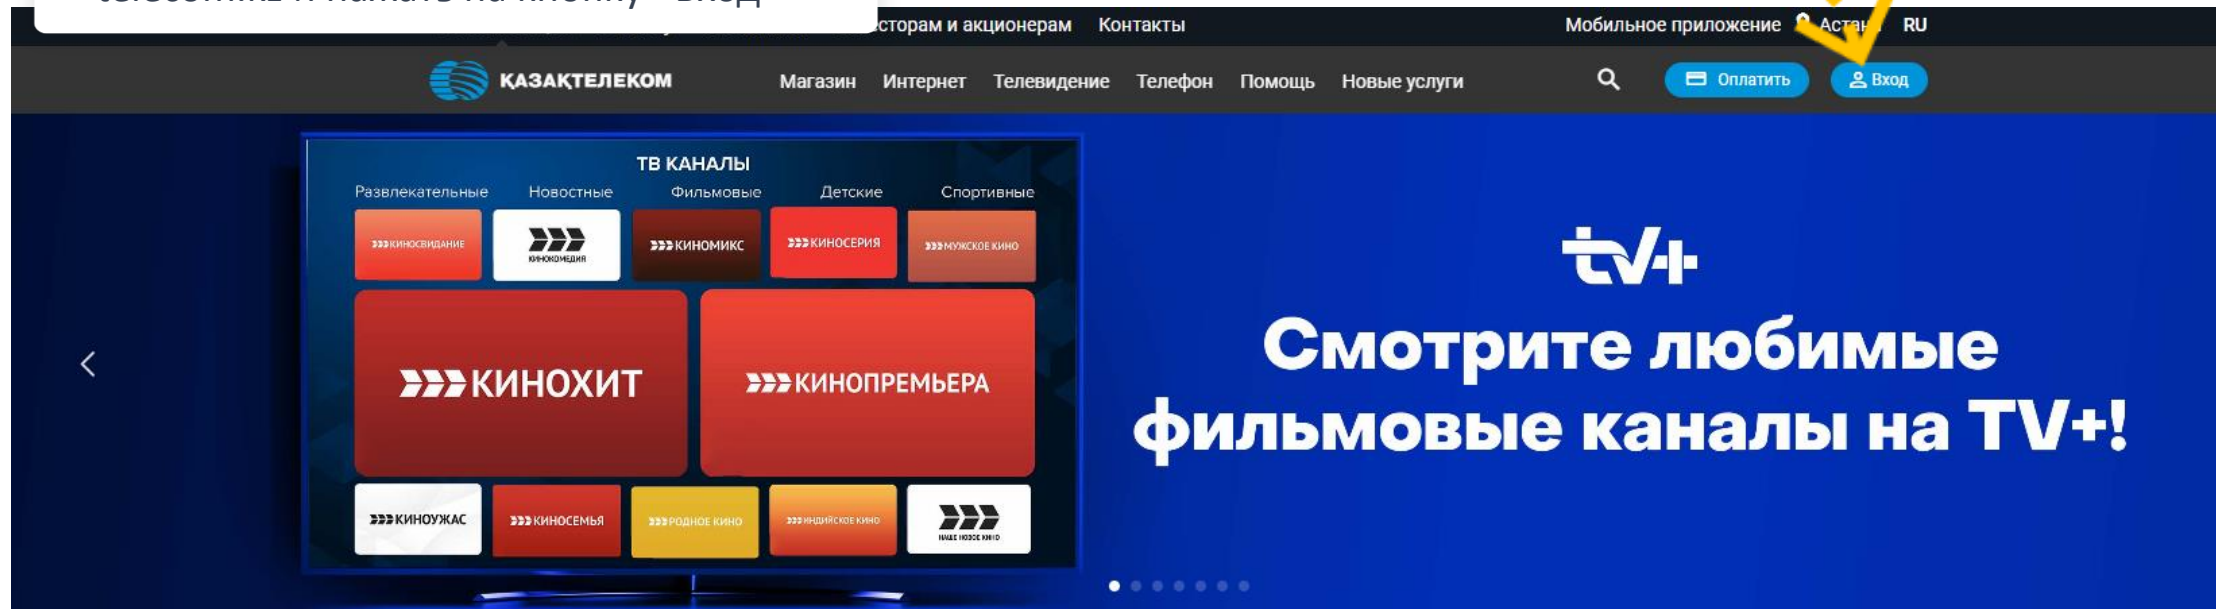 Контакты
Мобильное приложение
RU
ҚАЗАҚТЕЛЕКОМ
Магазин Интернет Телевидение Телефон Помощь Новые услуги
Оплатить
Вход
ТВ КАНАЛЫ
Развлекательные Новостные Фильмовые Детские Спортивные
КИНОСВИДАНИЕ
КИНОКОМЕДИЯ
КИНОМИКС
КИНОСЕРИЯ
МУЖСКОЕ КИНО
КИНОХИТ
КИНОПРЕМЬЕРА
КИНОУЖАС
КИНОСЕМЬЯ
РОДНОЕ КИНО
ИНДИЙСКОЕ КИНО
НАШЕ НОВОЕ КИНО
tv+
Смотрите любимые
фильмовые каналы на TV+!